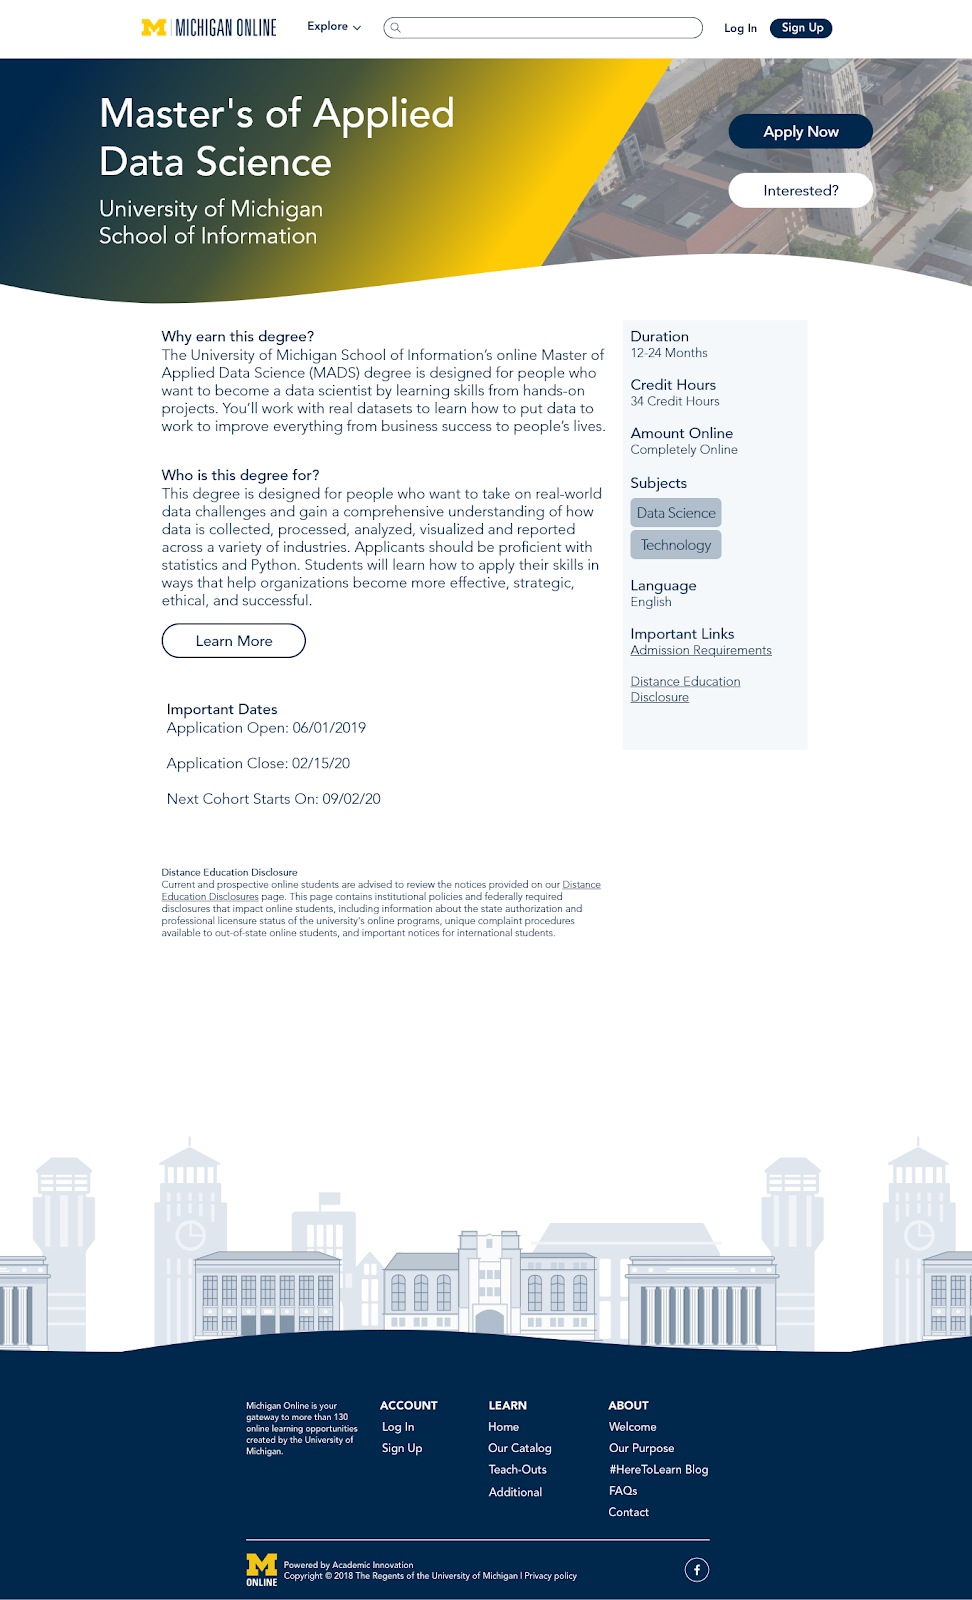 M | MICHIGAN ONLINE
Explore
Log In
Sign Up
Master's of Applied
Data Science
University of Michigan
School of Information
Apply Now
Interested?
Why earn this degree?
The University of Michigan School of Information's online Master of
Applied Data Science (MADS) degree is designed for people who
want to become a data scientist by learning skills from hands-on
projects. You'll work with real datasets to learn how to put data to
work to improve everything from business success to people's lives.
Who is this degree for?
This degree is designed for people who want to take on real-world
data challenges and gain a comprehensive understanding of how
data is collected, processed, analyzed, visualized and reported
across a variety of industries. Applicants should be proficient with
statistics and Python. Students will learn how to apply their skills in
ways that help organizations become more effective, strategic,
ethical, and successful.
Learn More
Important Dates
Application Open: 06/01/2019
Application Close: 02/15/20
Next Cohort Starts On: 09/02/20
Duration
12-24 Months
Credit Hours
34 Credit Hours
Amount Online
Completely Online
Subjects
Data Science
Technology
Language
English
Important Links
Admission Requirements
Distance Education
Disclosure
Distance Education Disclosure
Current and prospective online students are advised to review the notices provided on our Distance
Education Disclosures page. This page contains institutional policies and federally required
disclosures that impact online students, including information about the state authorization and
professional licensure status of the university's online programs, unique complaint procedures
available to out-of-state online students, and important notices for international students.
Michigan Online is your
gateway to more than 130
online learning opportunities
created by the University of
Michigan.
ACCOUNT
Log In
Sign Up
LEARN
Home
Our Catalog
Teach-Outs
Additional
ABOUT
Welcome
Our Purpose
#HereToLearn Blog
FAQs
Contact
M
ONLINE
Powered by Academic Innovation
Copyright © 2018 The Regents of the University of Michigan | Privacy policy
f